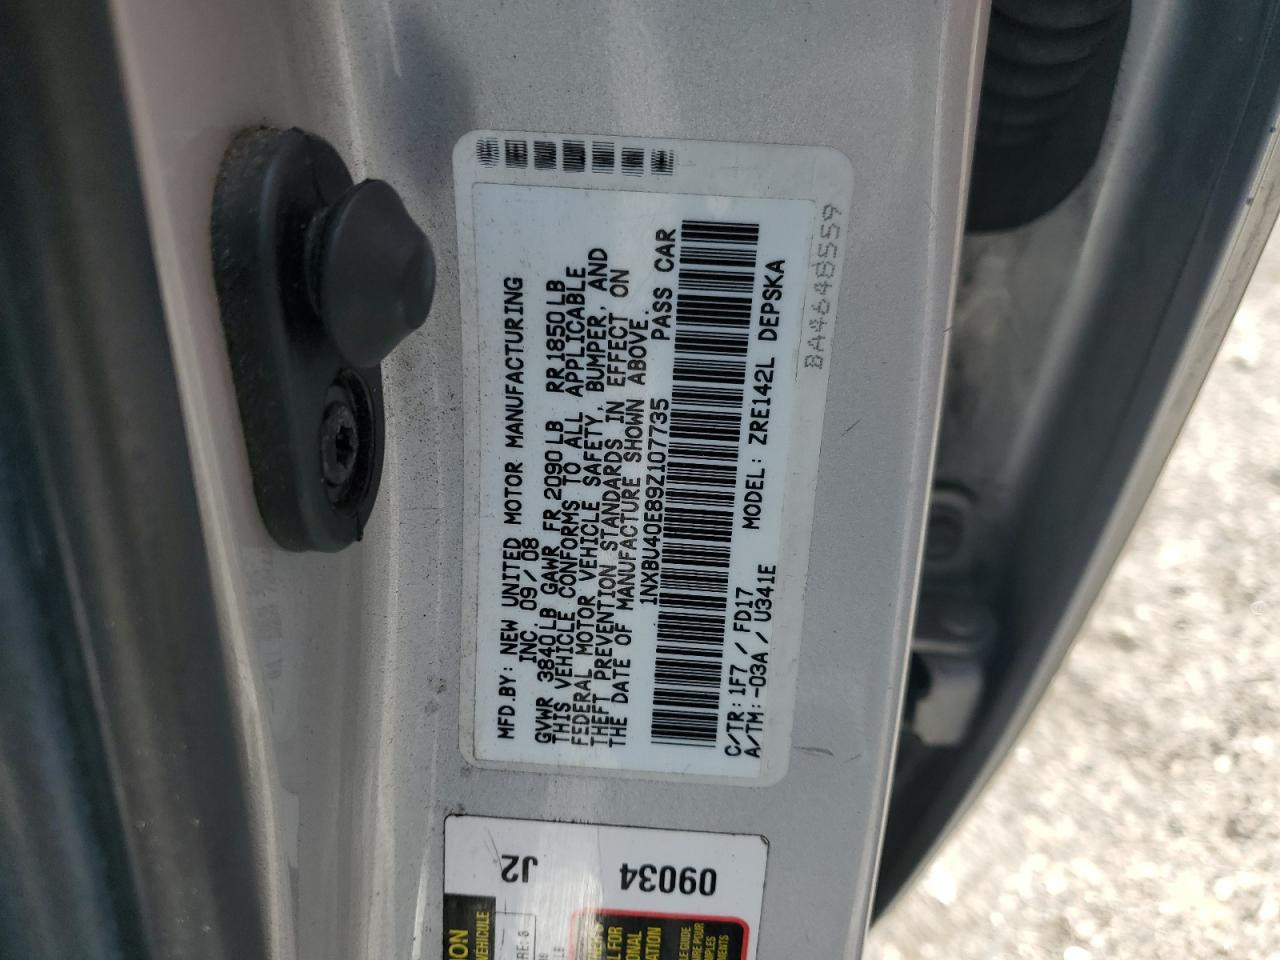 MFD.BY: NEW UNITED MOTOR MANUFACTURING
INC. 09/08
GVWR 3840LB GAWR FR 2090LB RR 1850LB
THIS VEHICLE CONFORMS TO ALL APPLICABLE
FEDERAL MOTOR VEHICLE SAFETY, BUMPER, AND
THEFT PREVENTION STANDARDS IN EFFECT ON
THE DATE OF MANUFACTURE SHOWN ABOVE.
1NXBU40E89Z107735 PASS CAR
C/TR: 1F7 / FD17 MODEL: ZRE142L DEPSKA
A/TM: -03A / U341E
BA4648559
J2
09034